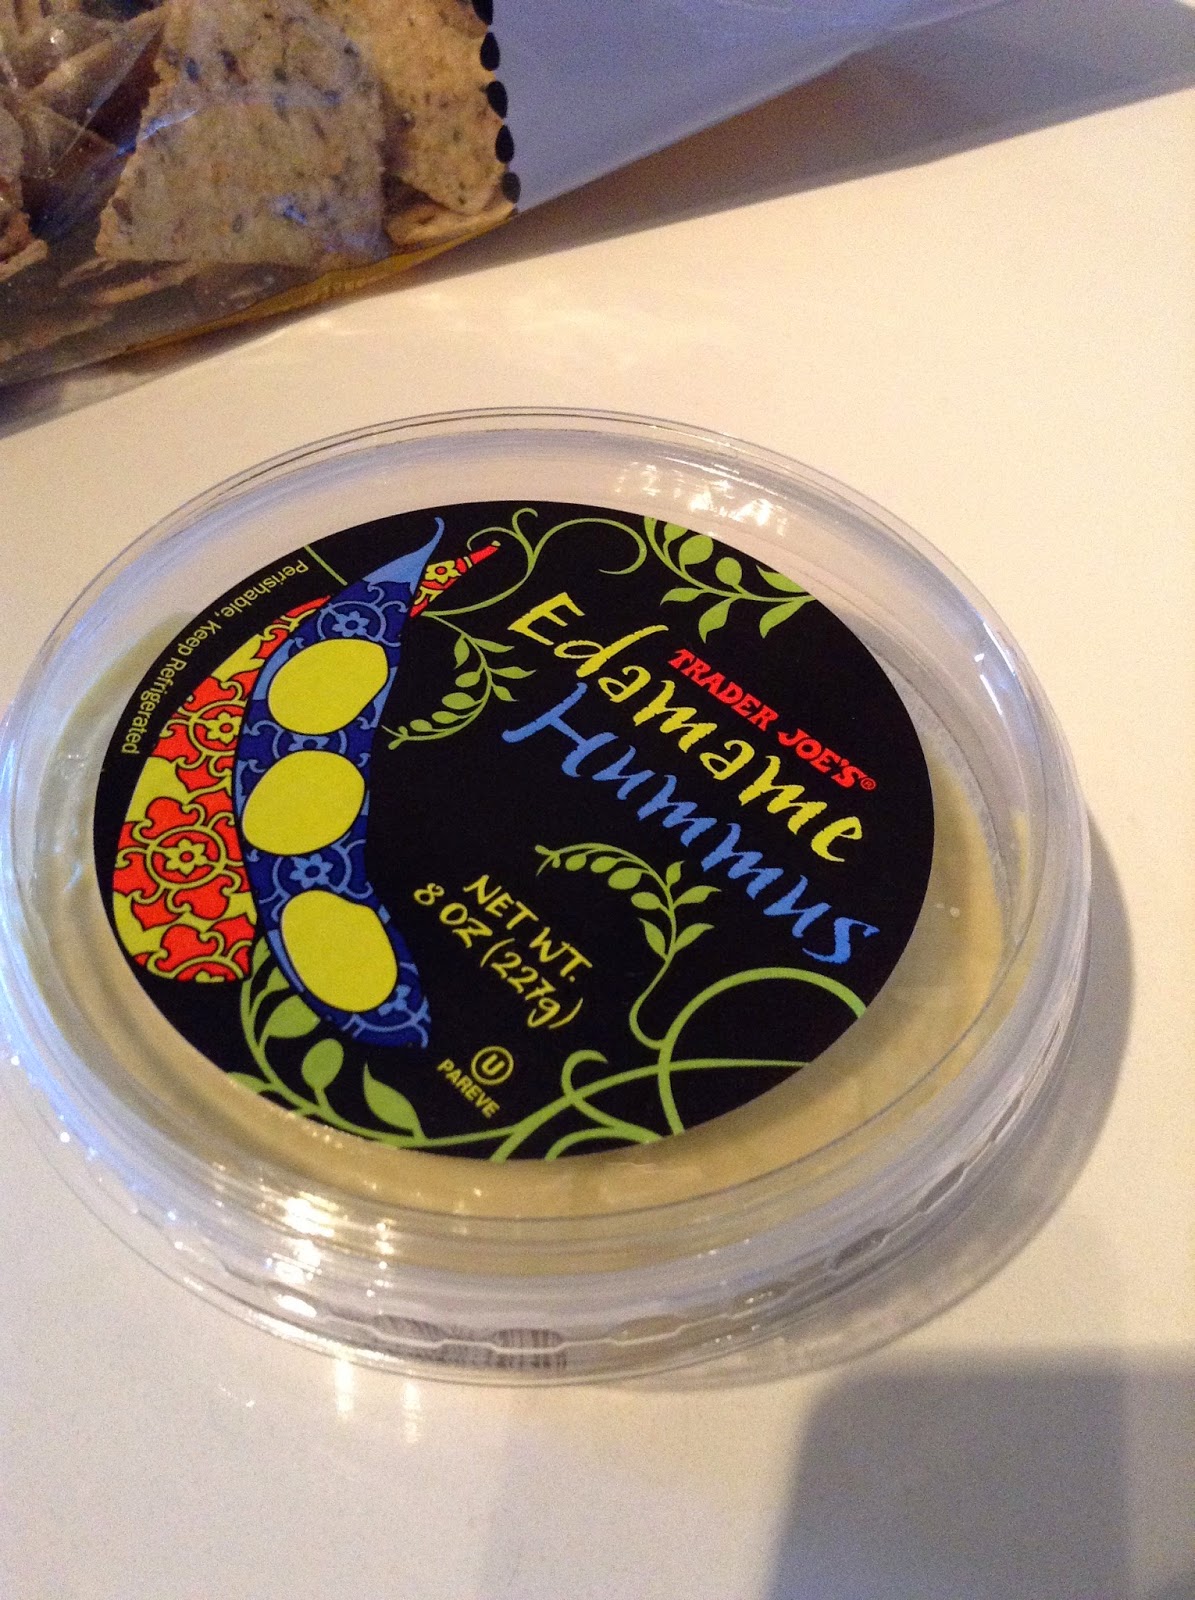 TRADER JOE'S®
Edamame
Hummus
NET WT.
8 OZ (227g)
U
PAREVE
Perishable, Keep Refrigerated